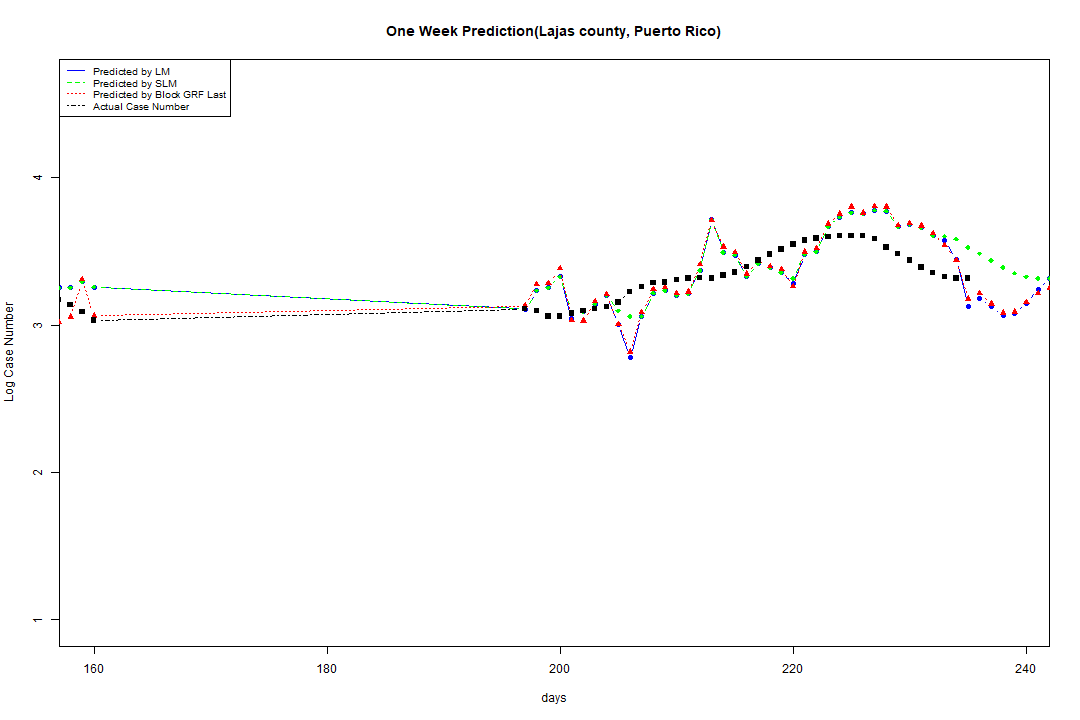 One Week Prediction(Lajas county, Puerto Rico)
Predicted by LM
Predicted by SLM
Predicted by Block GRF Last
Actual Case Number
Log Case Number
4
3
2
1
160 180 200 220 240
days